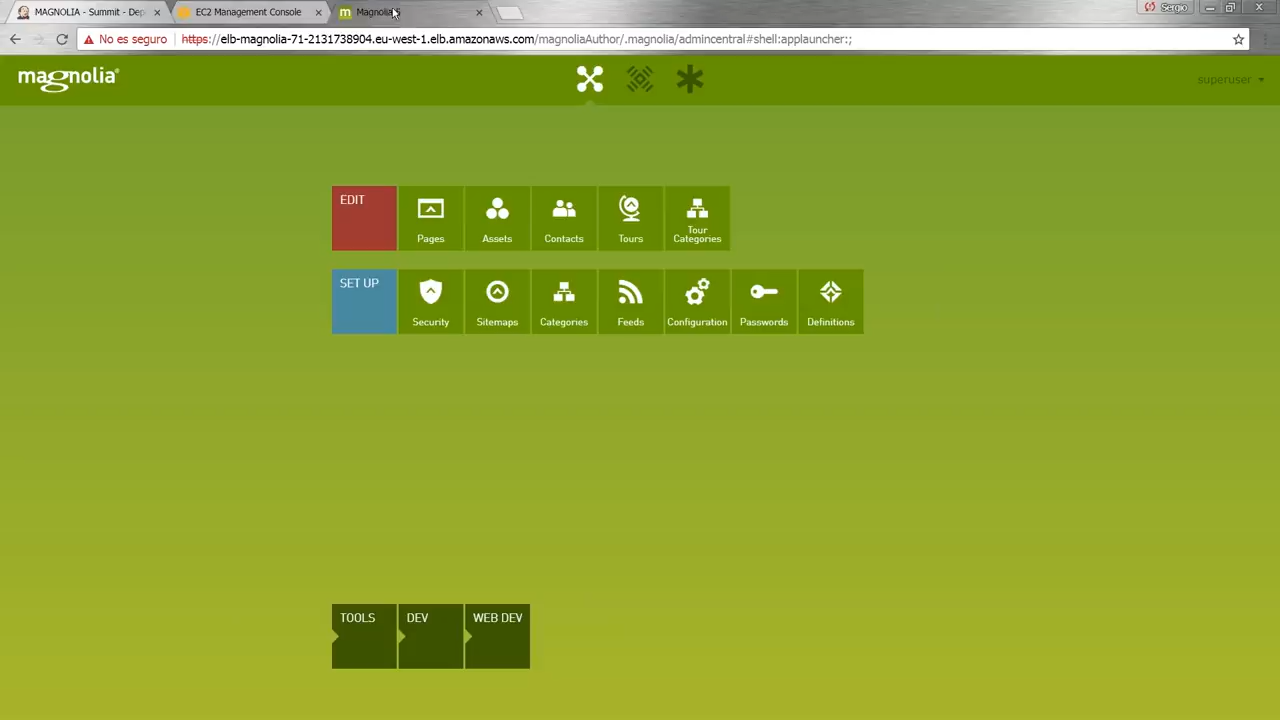 MAGNOLIA - Summit - Dep
EC2 Management Console
Magnolia
Sergio
No es seguro
https://elb-magnolia-71-2131738904.eu-west-1.elb.amazonaws.com/magnoliaAuthor/.magnolia/admincentral#shell:applauncher:;
magnolia®
superuser
EDIT
Pages
Assets
Contacts
Tours
Tour
Categories
SET UP
Security
Sitemaps
Categories
Feeds
Configuration
Passwords
Definitions
TOOLS
DEV
WEB DEV